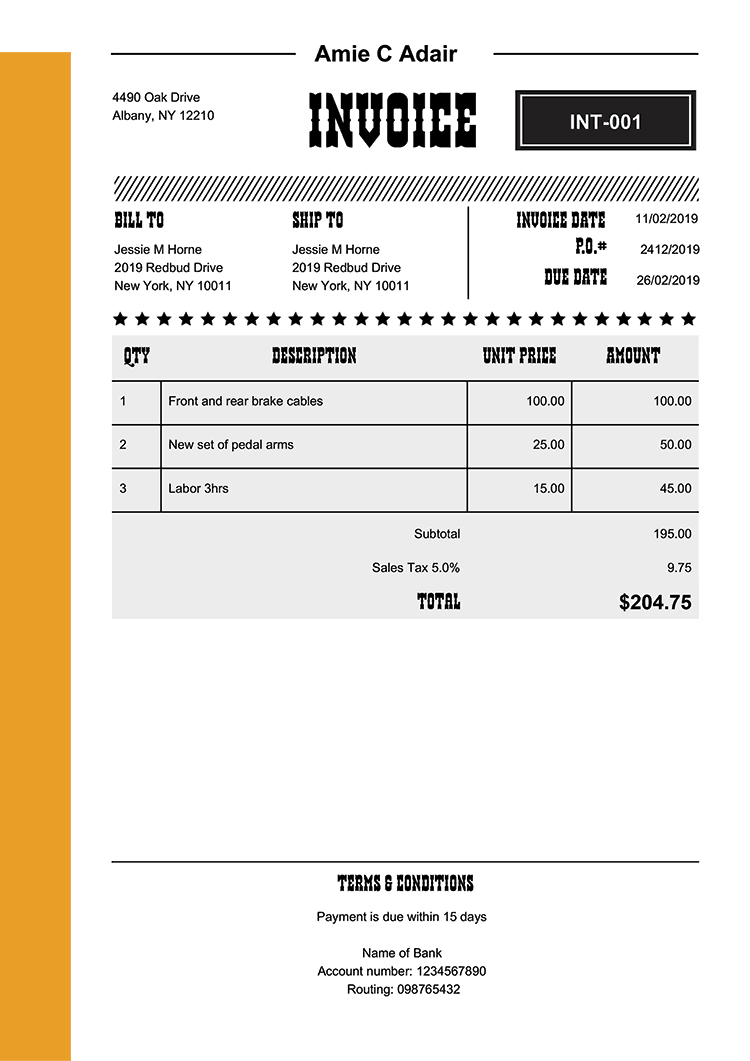 Amie C Adair
4490 Oak Drive
Albany, NY 12210
INVOICE
INT-001
BILL TO
Jessie M Horne
2019 Redbud Drive
New York, NY 10011
SHIP TO
Jessie M Horne
2019 Redbud Drive
New York, NY 10011
INVOICE DATE 11/02/2019
P.O.# 2412/2019
DUE DATE 26/02/2019
QTY DESCRIPTION UNIT PRICE AMOUNT
1 Front and rear brake cables 100.00 100.00
2 New set of pedal arms 25.00 50.00
3 Labor 3hrs 15.00 45.00
Subtotal 195.00
Sales Tax 5.0% 9.75
TOTAL $204.75
TERMS & CONDITIONS
Payment is due within 15 days
Name of Bank
Account number: 1234567890
Routing: 098765432